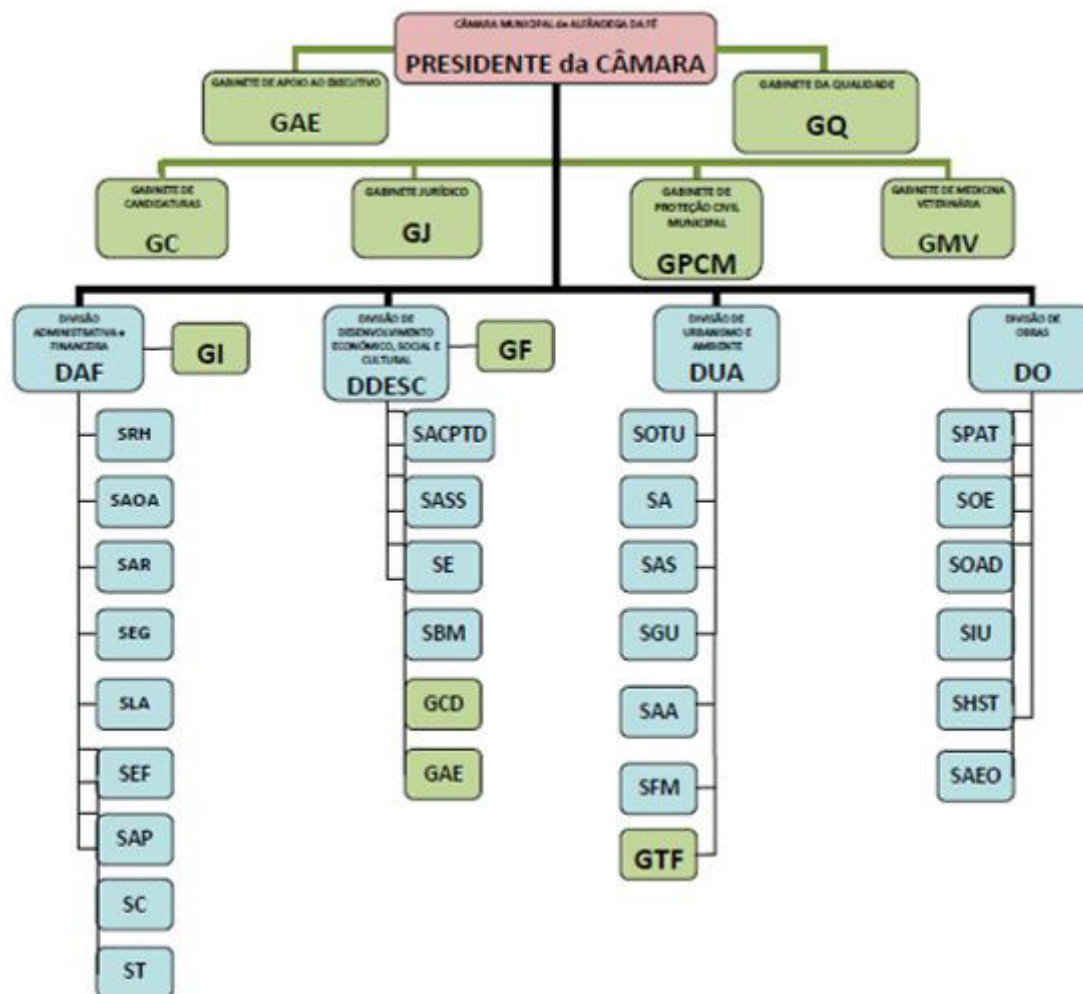 CÂMARA MUNICIPAL de ALFÂNDEGA DA FÉ
PRESIDENTE da CÂMARA
GABINETE DE APOIO AO EXECUTIVO
GAE
GABINETE DA QUALIDADE
GQ
GABINETE DE
CANDIDATURAS
GC
GABINETE JURÍDICO
GJ
GABINETE DE
PROTEÇÃO CIVIL
MUNICIPAL
GPCM
GABINETE DE MEDICINA
VETERINÁRIA
GMV
DIVISÃO
ADMINISTRATIVA e
FINANCEIRA
DAF
GI
DIVISÃO DE
DESENVOLVIMENTO
ECONÓMICO, SOCIAL E
CULTURAL
DDESC
GF
DIVISÃO DE
URBANISMO E
AMBIENTE
DUA
DIVISÃO DE
OBRAS
DO
SRH
SAOA
SAR
SEG
SLA
SEF
SAP
SC
ST
SACPTD
SASS
SE
SBM
GCD
GAE
SOTU
SA
SAS
SGU
SAA
SFM
GTF
SPAT
SOE
SOAD
SIU
SHST
SAEO